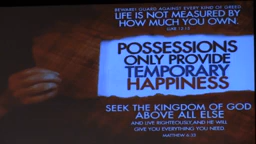 BEWARE! GUARD AGAINST EVERY KIND OF GREED.
LIFE IS NOT MEASURED BY
HOW MUCH YOU OWN.
LUKE 12:15
POSSESSIONS
ONLY PROVIDE
TEMPORARY
HAPPINESS
SEEK THE KINGDOM OF GOD
ABOVE ALL ELSE
AND LIVE RIGHTEOUSLY, AND HE WILL
GIVE YOU EVERYTHING YOU NEED.
MATTHEW 6:33